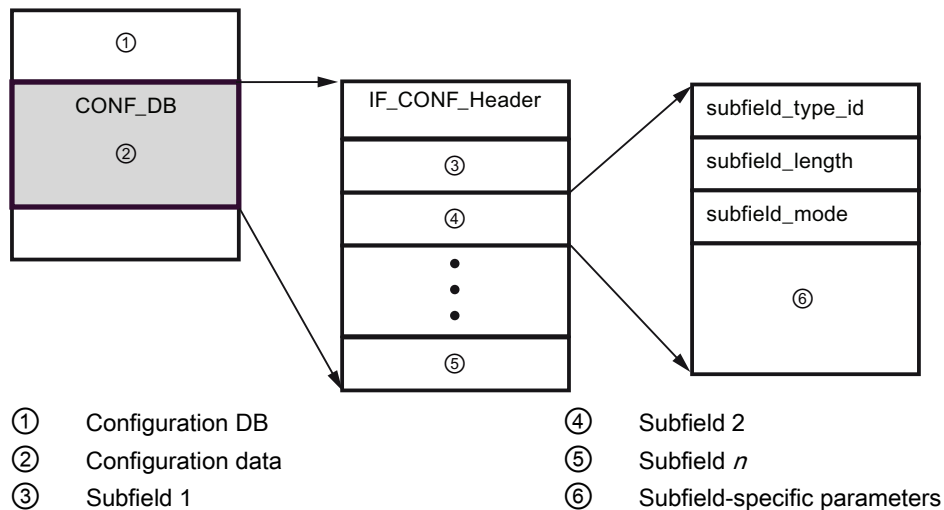 ①
CONF_DB
②
IF_CONF_Header
③
④
⑤
subfield_type_id
subfield_length
subfield_mode
⑥
① Configuration DB
② Configuration data
③ Subfield 1
④ Subfield 2
⑤ Subfield n
⑥ Subfield-specific parameters